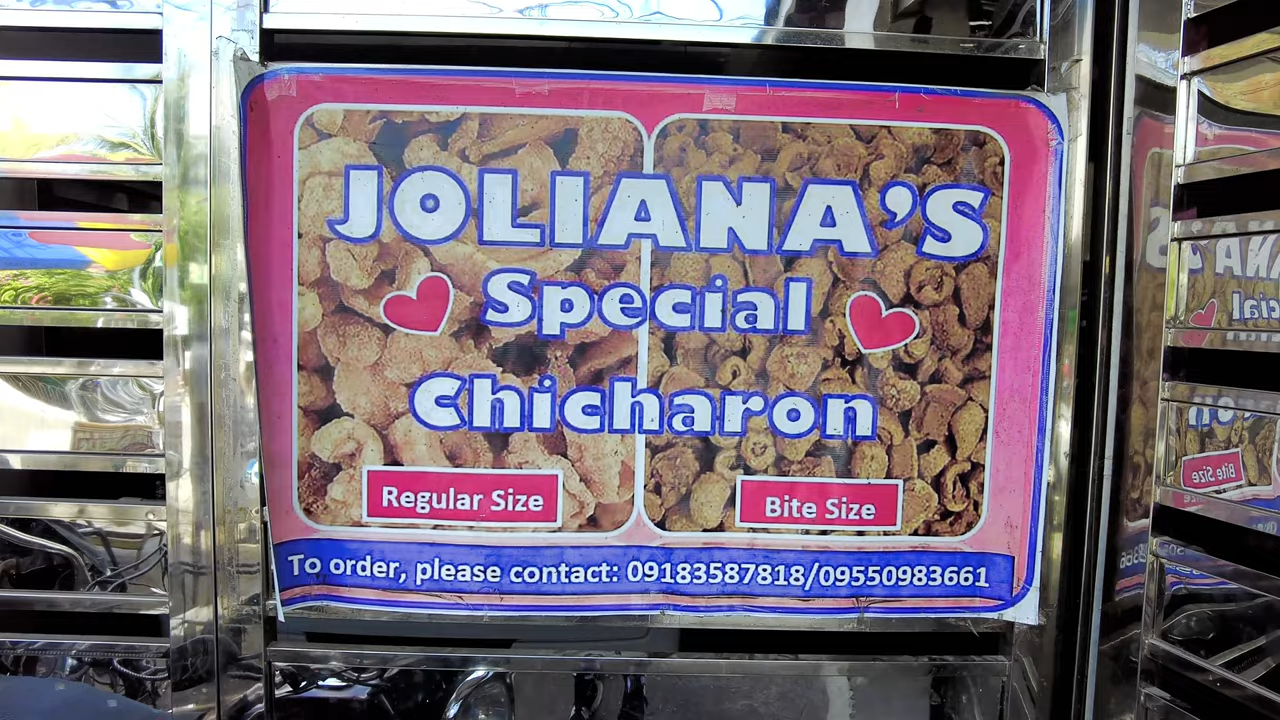 JOLIANA'S
Special
Chicharon
Regular Size
Bite Size
To order, please contact: 09183587818/09550983661